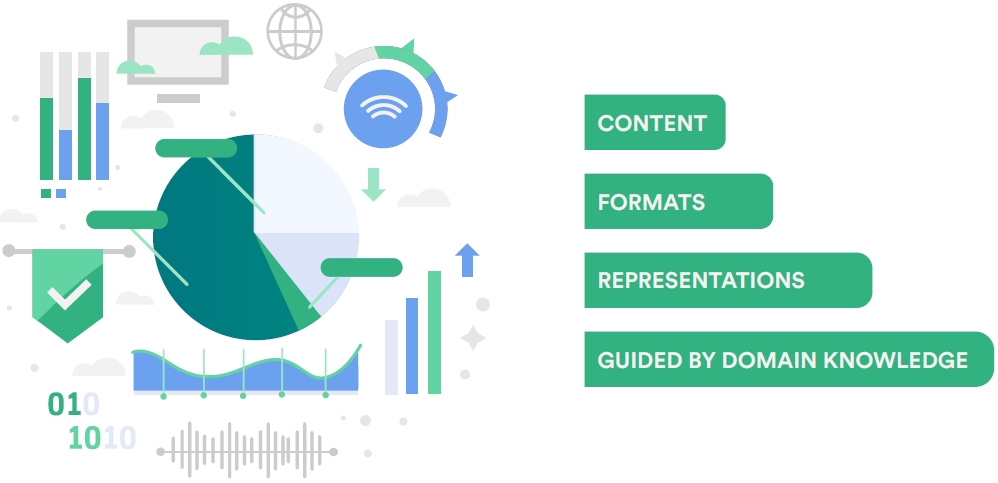 CONTENT
FORMATS
REPRESENTATIONS
GUIDED BY DOMAIN KNOWLEDGE
010
1010